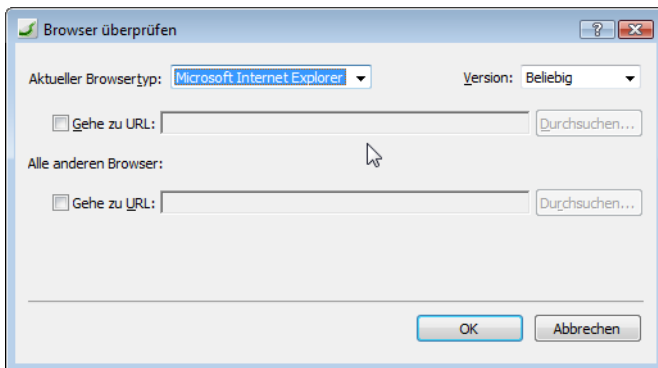 Browser überprüfen
Aktueller Browsertyp: Microsoft Internet Explorer Version: Beliebig
Gehe zu URL: Durchsuchen...
Alle anderen Browser:
Gehe zu URL: Durchsuchen...
OK Abbrechen